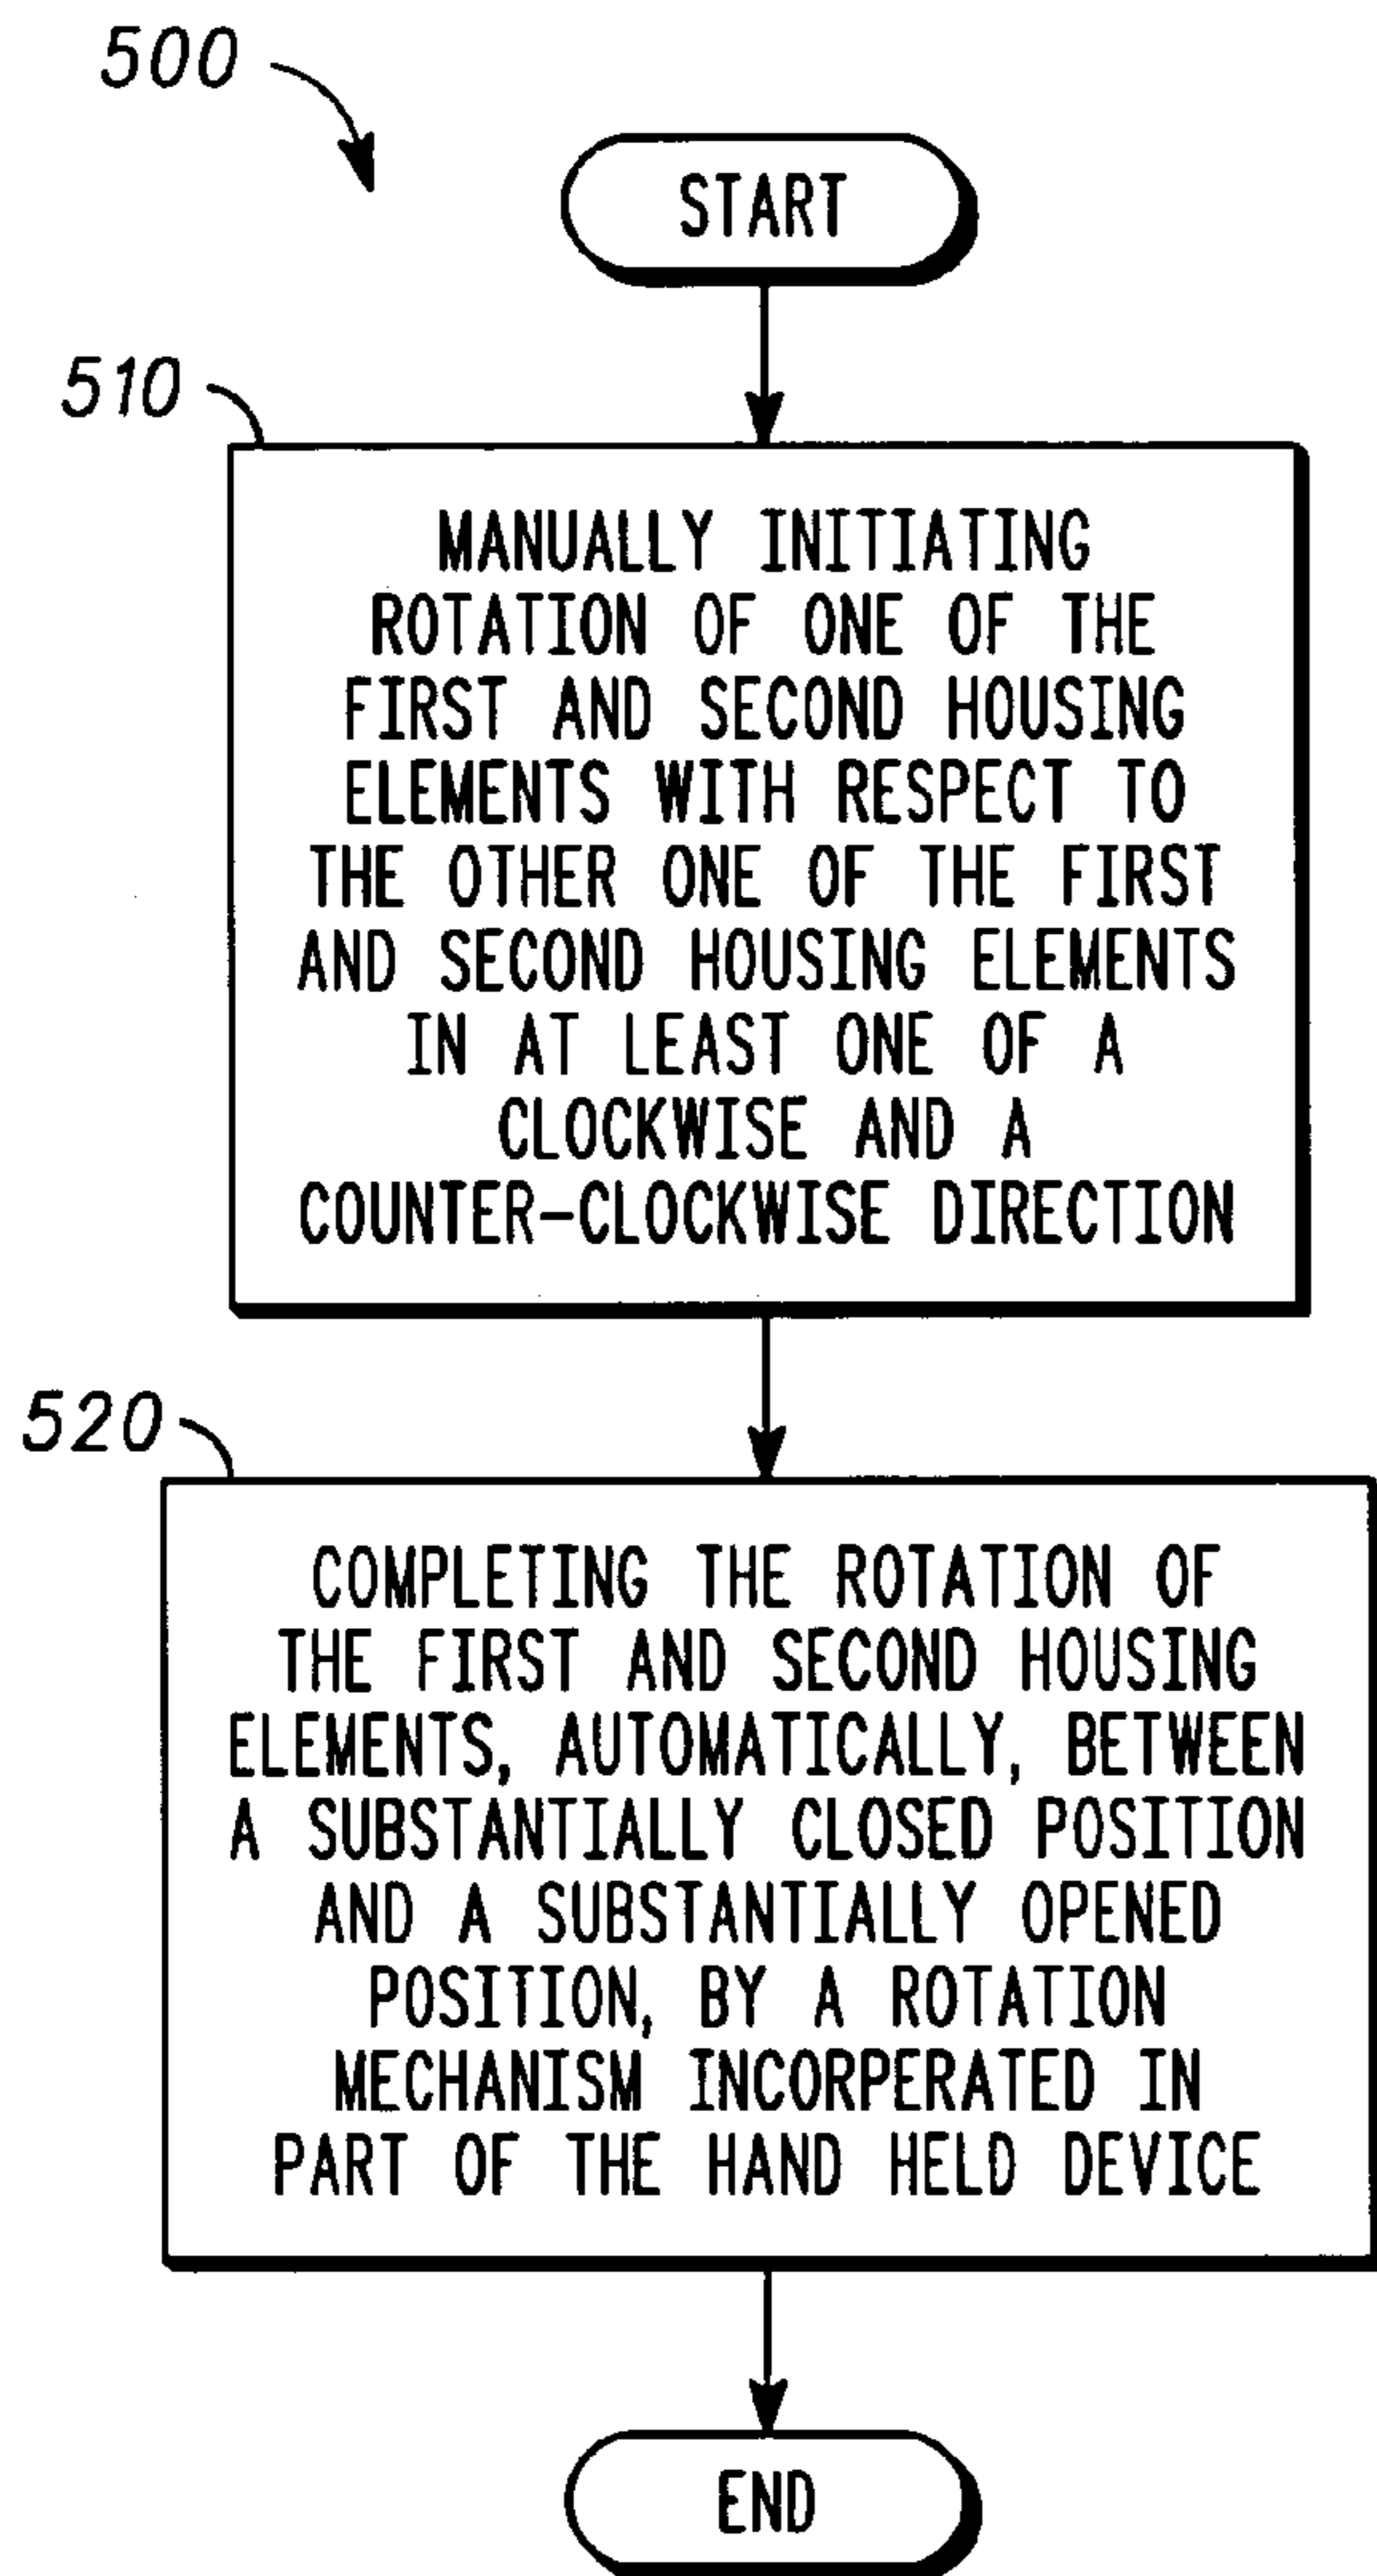 500
START
510
MANUALLY INITIATING
ROTATION OF ONE OF THE
FIRST AND SECOND HOUSING
ELEMENTS WITH RESPECT TO
THE OTHER ONE OF THE FIRST
AND SECOND HOUSING ELEMENTS
IN AT LEAST ONE OF A
CLOCKWISE AND A
COUNTER-CLOCKWISE DIRECTION
520
COMPLETING THE ROTATION OF
THE FIRST AND SECOND HOUSING
ELEMENTS, AUTOMATICALLY, BETWEEN
A SUBSTANTIALLY CLOSED POSITION
AND A SUBSTANTIALLY OPENED
POSITION, BY A ROTATION
MECHANISM INCORPERATED IN
PART OF THE HAND HELD DEVICE
END